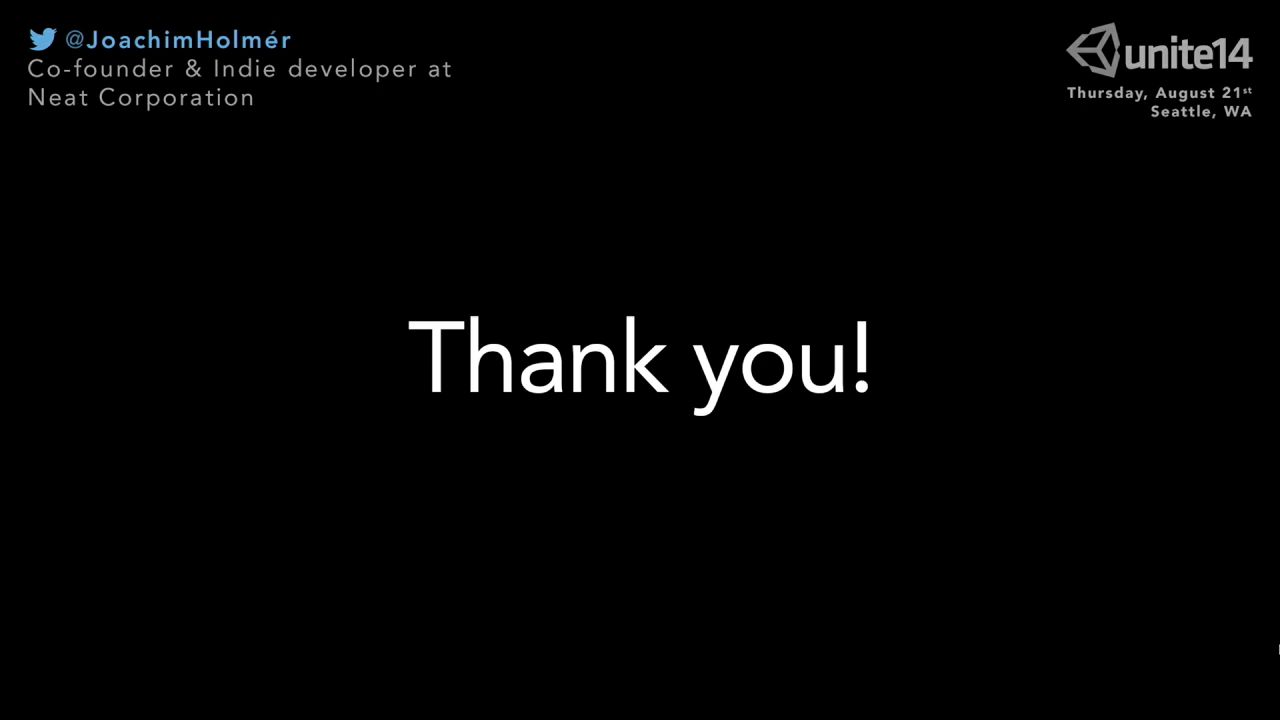 @JoachimHolmér
Co-founder & Indie developer at
Neat Corporation
unite14
Thursday, August 21st
Seattle, WA
Thank you!